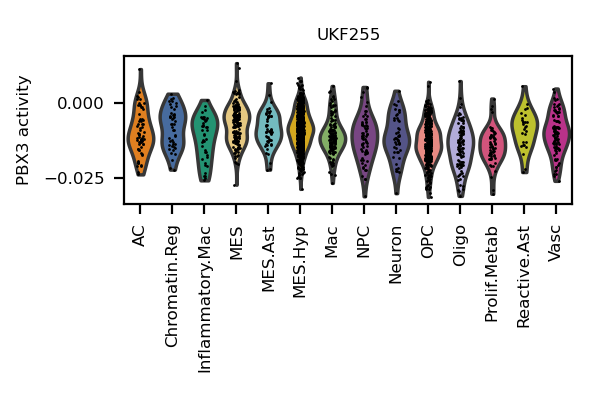 UKF255
PBX3 activity
0.000
−0.025
AC
Chromatin.Reg
Inflammatory.Mac
MES
MES.Ast
MES.Hyp
Mac
NPC
Neuron
OPC
Oligo
Prolif.Metab
Reactive.Ast
Vasc